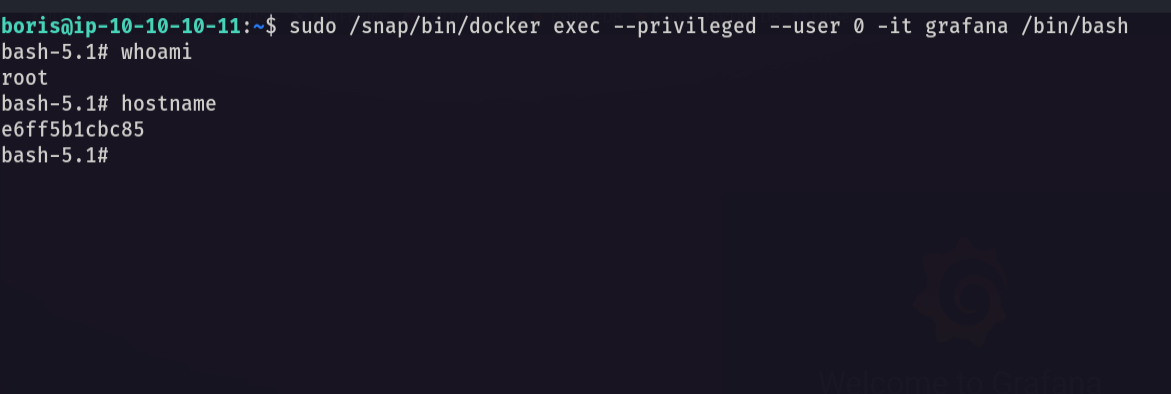 boris@ip-10-10-10-11:~$ sudo /snap/bin/docker exec --privileged --user 0 -it grafana /bin/bash
bash-5.1# whoami
root
bash-5.1# hostname
e6ff5b1cbc85
bash-5.1#
Welcome to Grafana